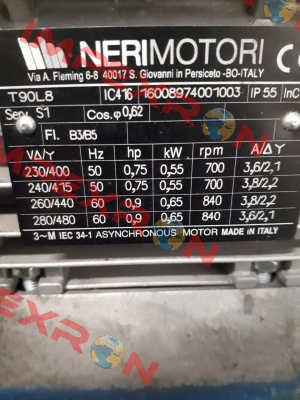 NERIMOTORI
Via A. Fleming 6-8 40017 S. Giovanni in Persiceto -BO-ITALY
T90L8 IC416 16008974001003 IP 55 InC
Serv. S1 Cos.φ0,62
Fl. B3/B5
V∆/Y Hz hp kW rpm A/∆ Y
230/400 50 0,75 0,55 700 3,6/2,1
240/415 50 0,75 0,55 700 3,8/2,2
260/440 60 0,9 0,65 840 3,8/2,2
280/480 60 0,9 0,65 840 3,6/2,1
3~M IEC 34-1 ASYNCHRONOUS MOTOR MADE IN ITALY